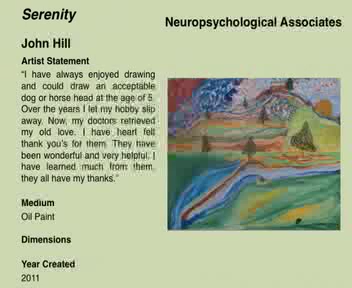 Serenity
Neuropsychological Associates
John Hill
Artist Statement
"I have always enjoyed drawing
and could draw an acceptable
dog or horse head at the age of 5.
Over the years I let my hobby slip
away. Now, my doctors retrieved
my old love. I have heart felt
thank you's for them. They have
been wonderful and very helpful. I
have learned much from them,
they all have my thanks."
Medium
Oil Paint
Dimensions
Year Created
2011